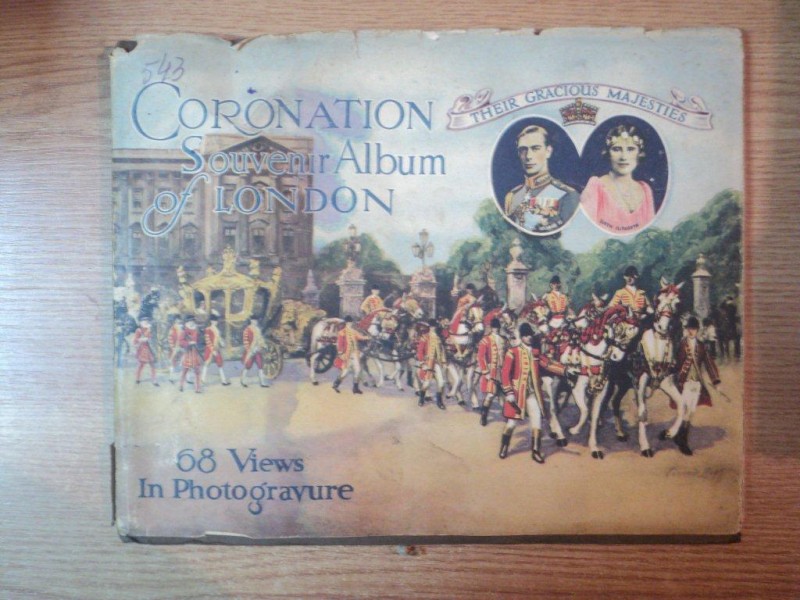 543
CORONATION
Souvenir Album
of LONDON
THEIR GRACIOUS MAJESTIES
68 Views
In Photogravure